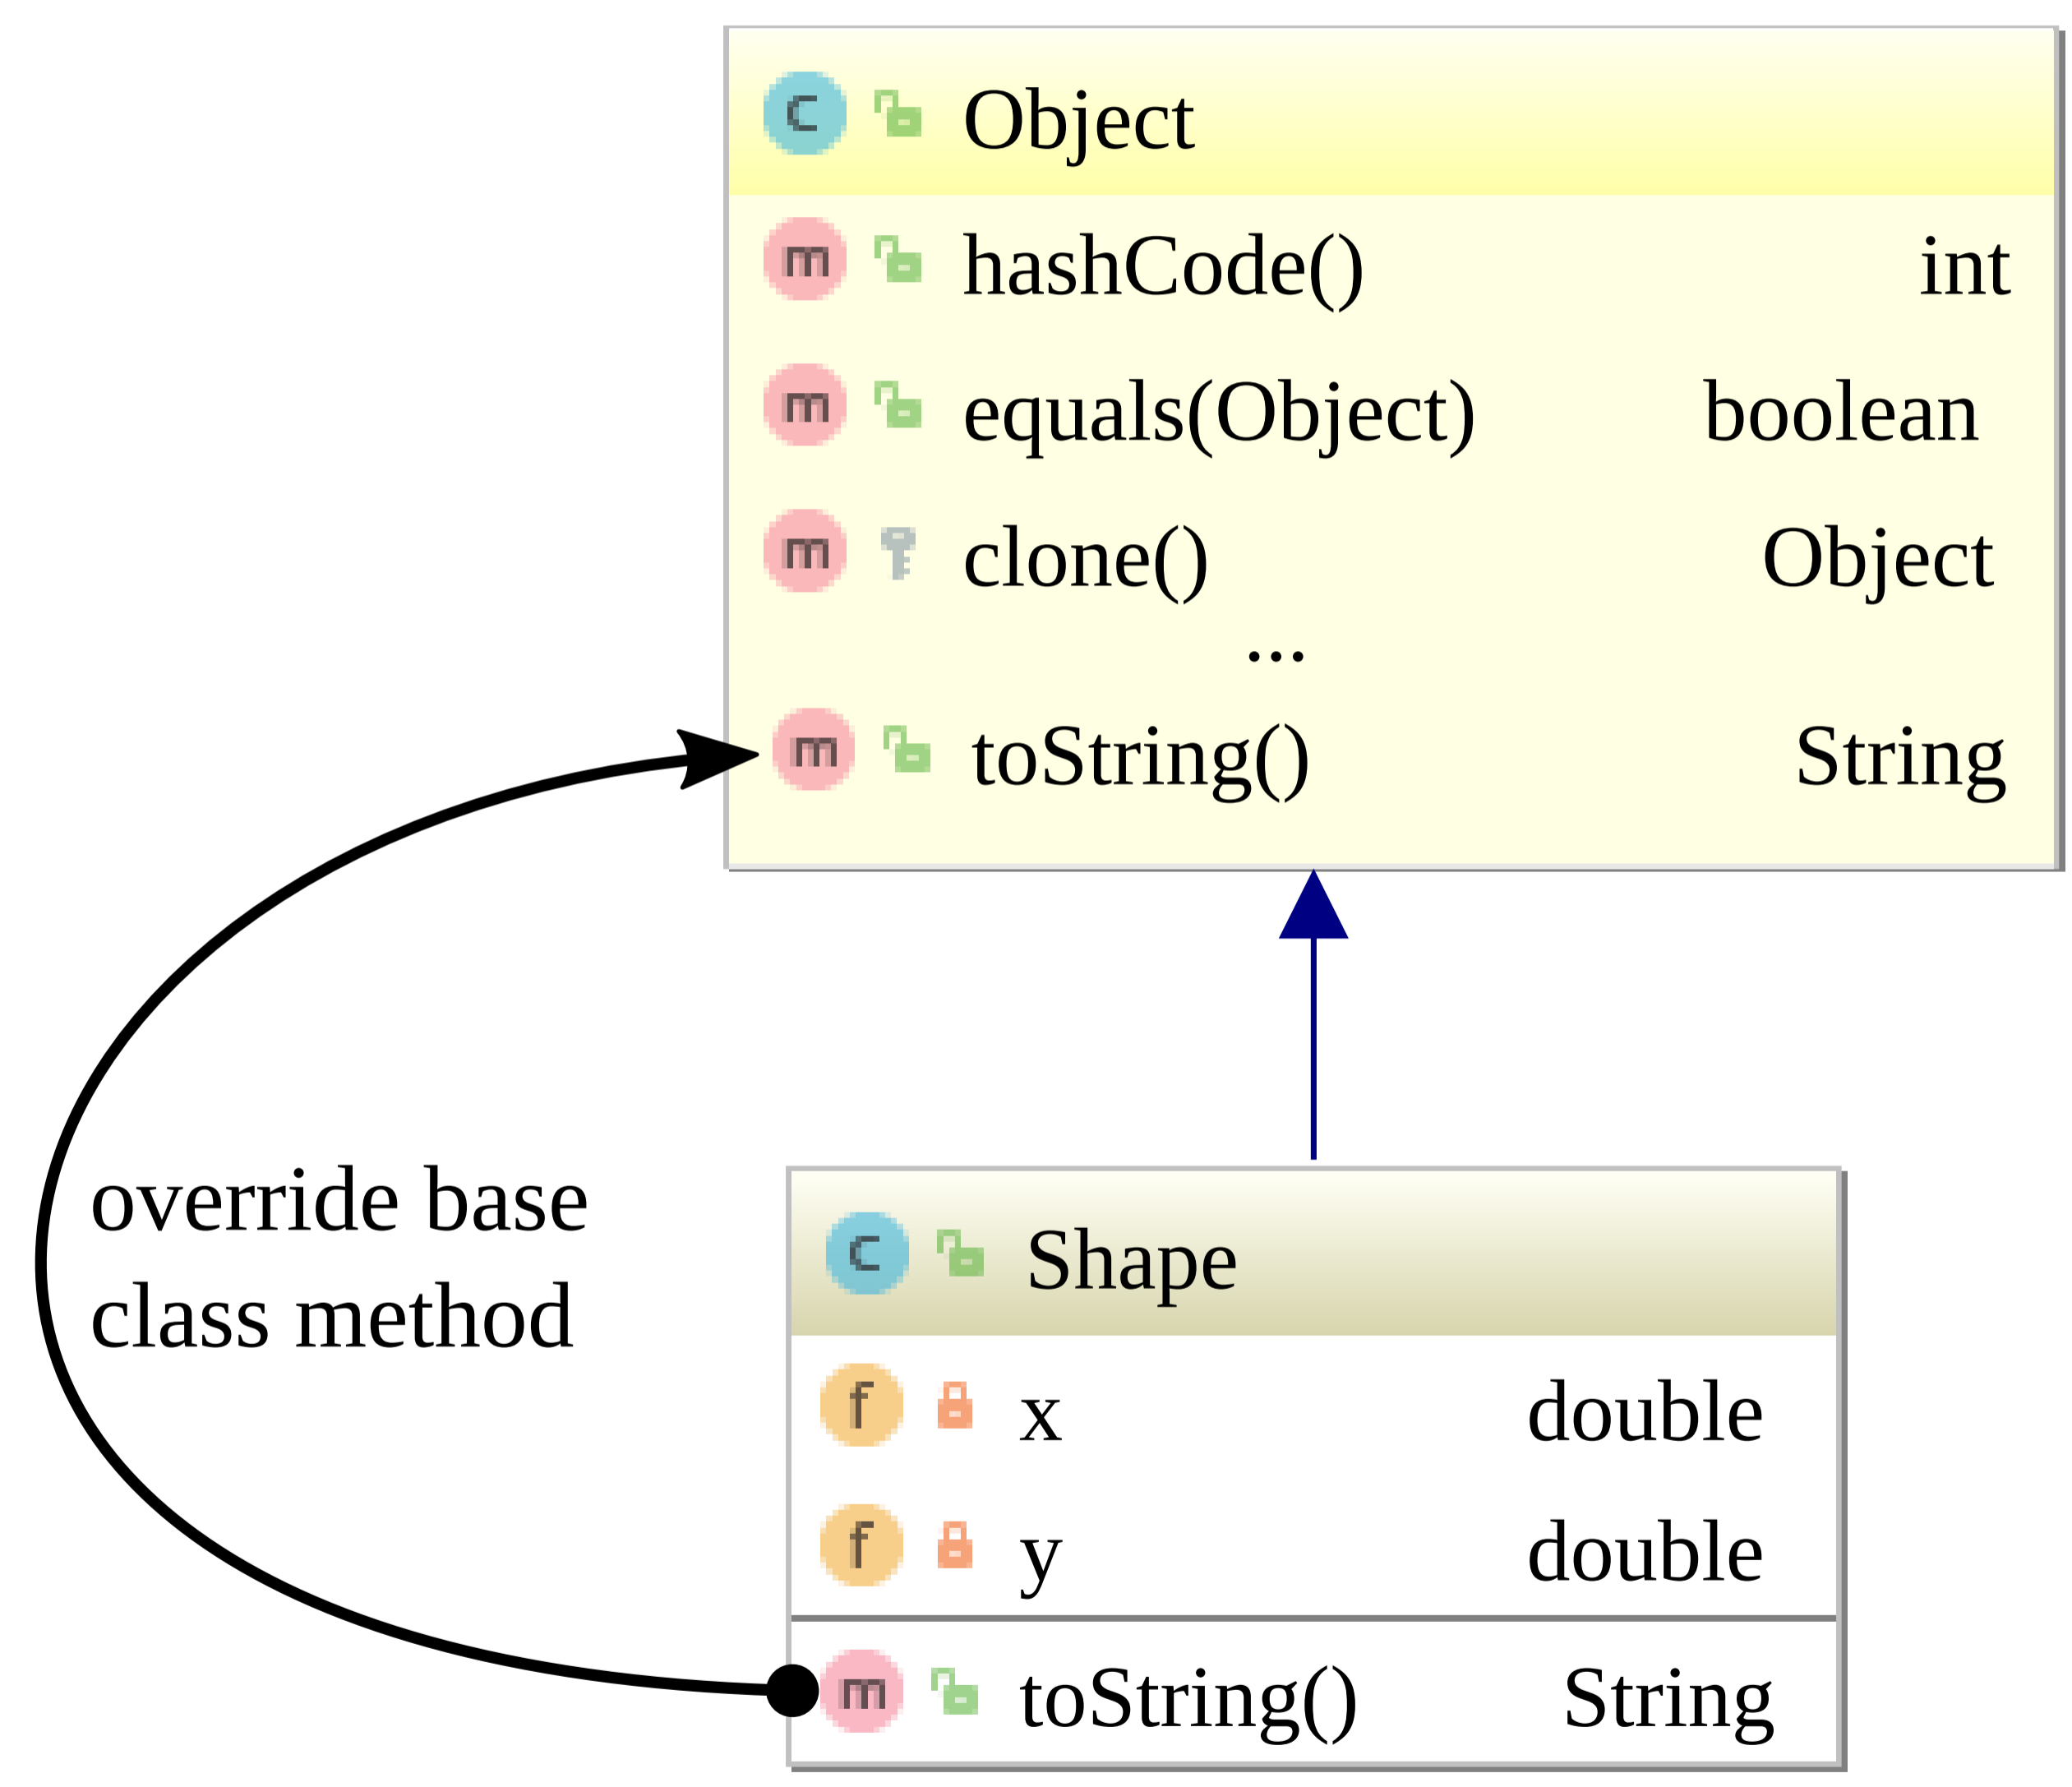 C Object
m hashCode() int
m equals(Object) boolean
m clone() Object
...
m toString() String
override base
class method
C Shape
f x double
f y double
m toString() String